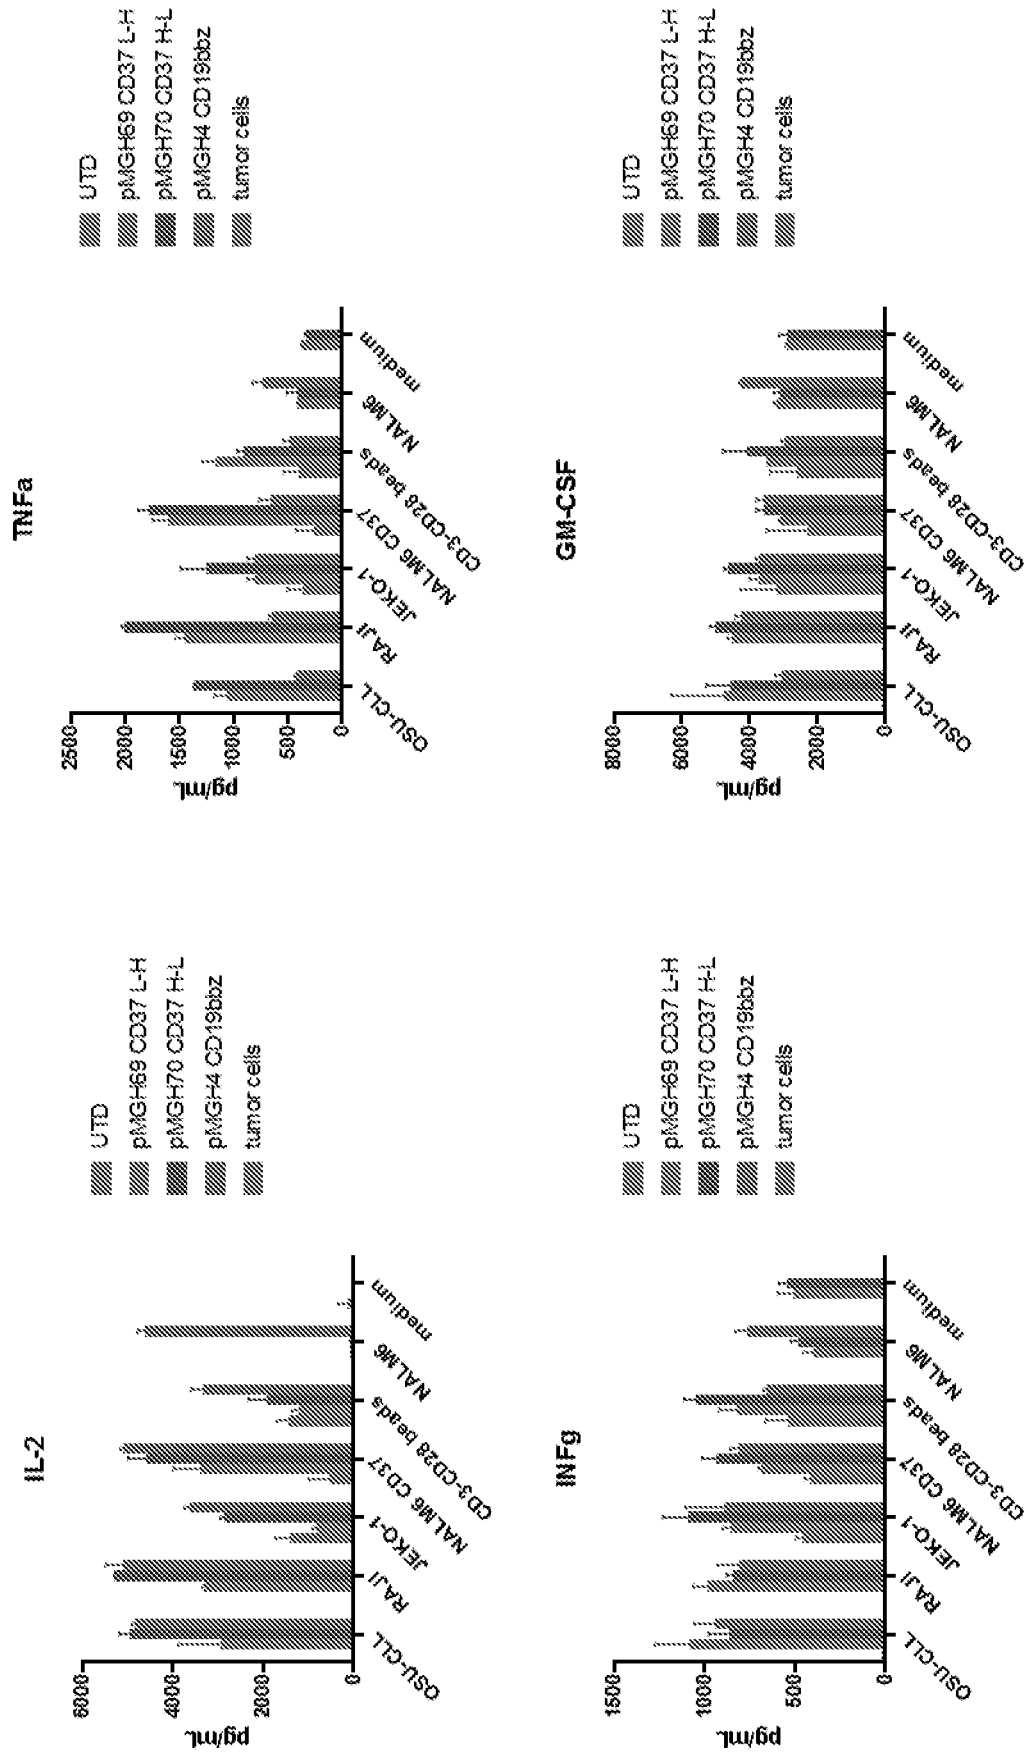 IL-2
pg/mL
6000
4000
2000
0
OSU-CLL
RAJI
JEKO-1
NALM6 CD37
CD3-CD28 beads
NALM6
medium
UTD
pMGH69 CD37 L-H
pMGH70 CD37 H-L
pMGH4 CD19bbz
tumor cells
TNFa
pg/mL
2500
2000
1500
1000
500
0
OSU-CLL
RAJI
JEKO-1
NALM6 CD37
CD3-CD28 beads
NALM6
medium
UTD
pMGH69 CD37 L-H
pMGH70 CD37 H-L
pMGH4 CD19bbz
tumor cells
INFg
pg/mL
1500
1000
500
0
OSU-CLL
RAJI
JEKO-1
NALM6 CD37
CD3-CD28 beads
NALM6
medium
UTD
pMGH69 CD37 L-H
pMGH70 CD37 H-L
pMGH4 CD19bbz
tumor cells
GM-CSF
pg/mL
8000
6000
4000
2000
0
OSU-CLL
RAJI
JEKO-1
NALM6 CD37
CD3-CD28 beads
NALM6
medium
UTD
pMGH69 CD37 L-H
pMGH70 CD37 H-L
pMGH4 CD19bbz
tumor cells